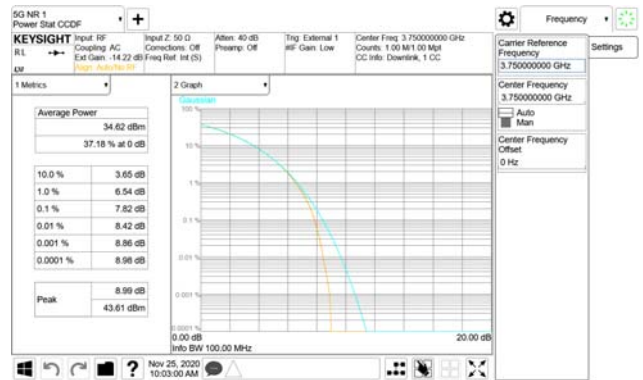 5G NR 1
Power Stat CCDF
Frequency
KEYSIGHT
RL
Input: RF
Coupling: AC
Ext Gain: -14.22 dB
Align: Auto/No RF
Input Z: 50 Ω
Corrections: Off
Freq Ref: Int (S)
Atten: 40 dB
Preamp: Off
Trig: External 1
#IF Gain: Low
Center Freq: 3.750000000 GHz
Counts: 1.00 M/1.00 Mpt
CC Info: Downlink, 1 CC
Carrier Reference Frequency
3.750000000 GHz
Settings
Center Frequency
3.750000000 GHz
Auto
Man
Center Frequency Offset
0 Hz
1 Metrics
Average Power
34.62 dBm
37.18 % at 0 dB
10.0 % 3.65 dB
1.0 % 6.54 dB
0.1 % 7.82 dB
0.01 % 8.42 dB
0.001 % 8.86 dB
0.0001 % 8.98 dB
Peak
8.99 dB
43.61 dBm
2 Graph
Gaussian
100 %
10 %
1 %
0.1 %
0.01 %
0.001 %
0.0001 %
0.00 dB
20.00 dB
Info BW 100.00 MHz
Nov 25, 2020
10:03:00 AM